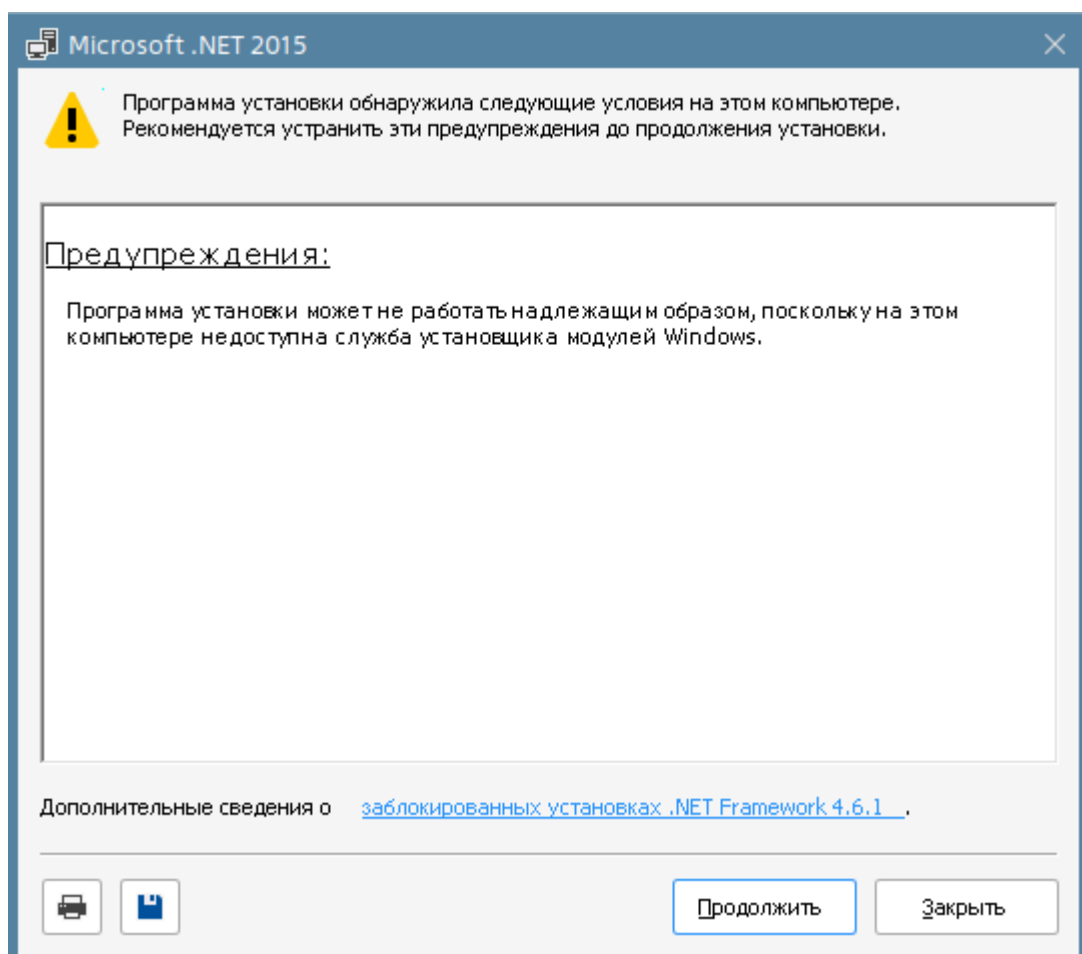 Microsoft .NET 2015
Программа установки обнаружила следующие условия на этом компьютере.
Рекомендуется устранить эти предупреждения до продолжения установки.
Предупреждения:
Программа установки может не работать надлежащим образом, поскольку на этом
компьютере недоступна служба установщика модулей Windows.
Дополнительные сведения о заблокированных установках .NET Framework 4.6.1 .
Продолжить Закрыть